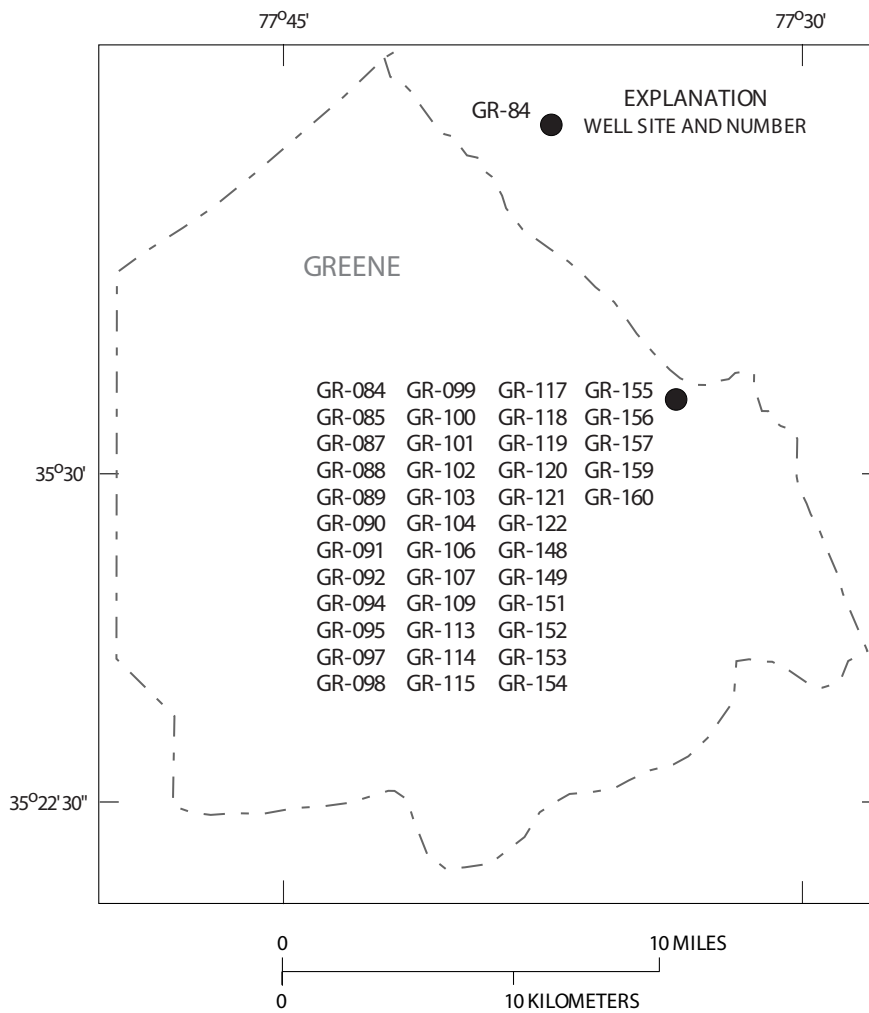 77°45' 77°30'
GR-84 EXPLANATION
WELL SITE AND NUMBER
GREENE
GR-084 GR-099 GR-117 GR-155
GR-085 GR-100 GR-118 GR-156
GR-087 GR-101 GR-119 GR-157
35°30' GR-088 GR-102 GR-120 GR-159
GR-089 GR-103 GR-121 GR-160
GR-090 GR-104 GR-122
GR-091 GR-106 GR-148
GR-092 GR-107 GR-149
GR-094 GR-109 GR-151
GR-095 GR-113 GR-152
GR-097 GR-114 GR-153
GR-098 GR-115 GR-154
35°22'30"
0 10 MILES
0 10 KILOMETERS